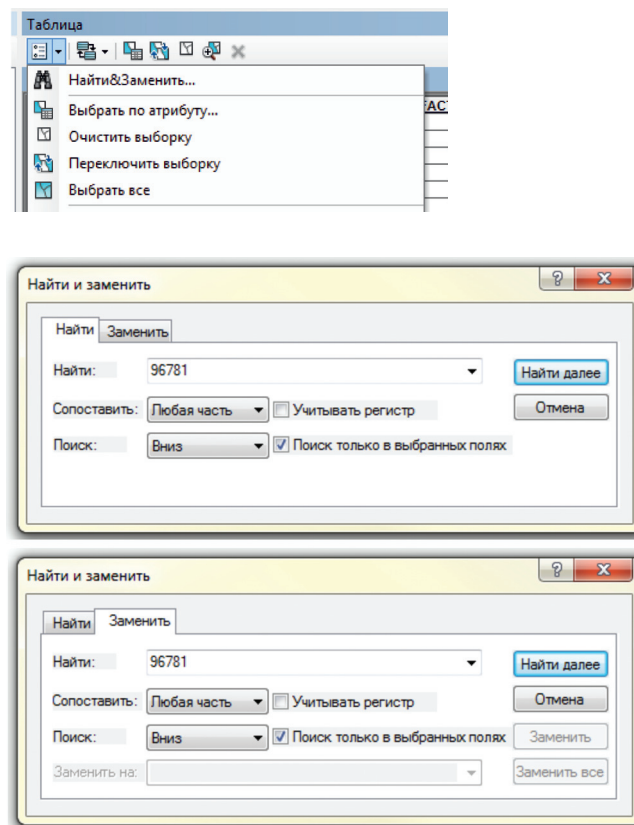 Таблица
Найти&Заменить...
ACT
Выбрать по атрибуту...
Очистить выборку
Переключить выборку
Выбрать все
Найти и заменить
Найти Заменить
Найти: 96781 Найти далее
Сопоставить: Любая часть Учитывать регистр Отмена
Поиск: Вниз Поиск только в выбранных полях
Найти и заменить
Найти Заменить
Найти: 96781 Найти далее
Сопоставить: Любая часть Учитывать регистр Отмена
Поиск: Вниз Поиск только в выбранных полях Заменить
Заменить на: Заменить все